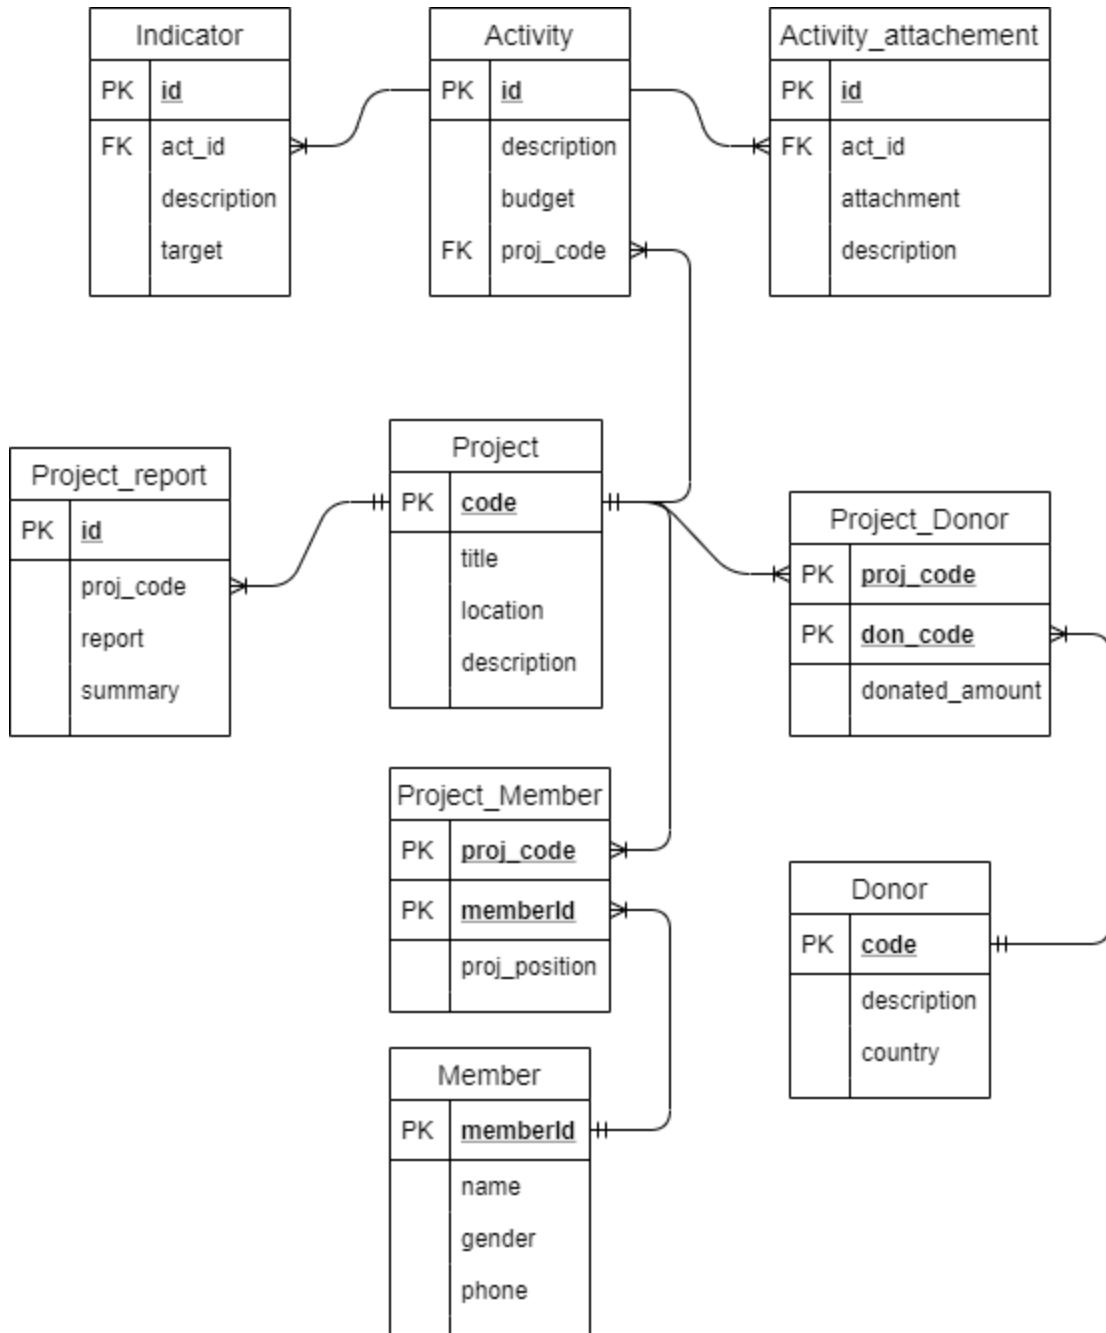 Indicator
PK id
FK act_id
description
target
Activity
PK id
description
budget
FK proj_code
Activity_attachement
PK id
FK act_id
attachment
description
Project_report
PK id
proj_code
report
summary
Project
PK code
title
location
description
Project_Donor
PK proj_code
PK don_code
donated_amount
Project_Member
PK proj_code
PK memberId
proj_position
Donor
PK code
description
country
Member
PK memberId
name
gender
phone